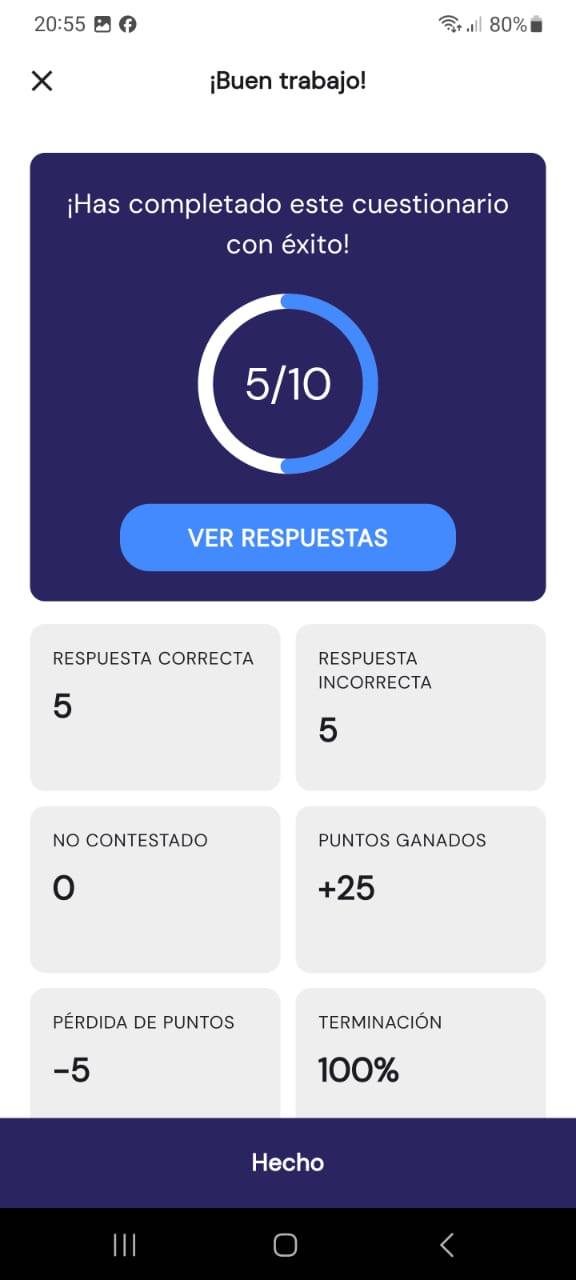 20:55
80%
¡Buen trabajo!
¡Has completado este cuestionario
con éxito!
5/10
VER RESPUESTAS
RESPUESTA CORRECTA
5
RESPUESTA
INCORRECTA
5
NO CONTESTADO
0
PUNTOS GANADOS
+25
PÉRDIDA DE PUNTOS
-5
TERMINACIÓN
100%
Hecho